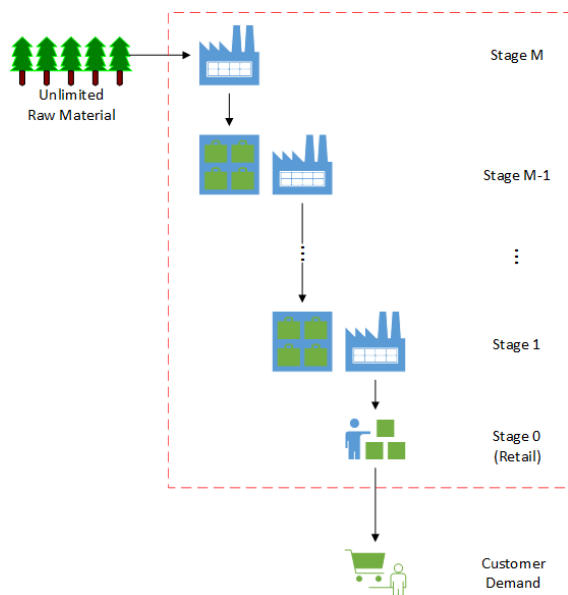 Stage M
Unlimited
Raw Material
Stage M-1
⋮ ⋮
Stage 1
Stage 0
(Retail)
Customer
Demand